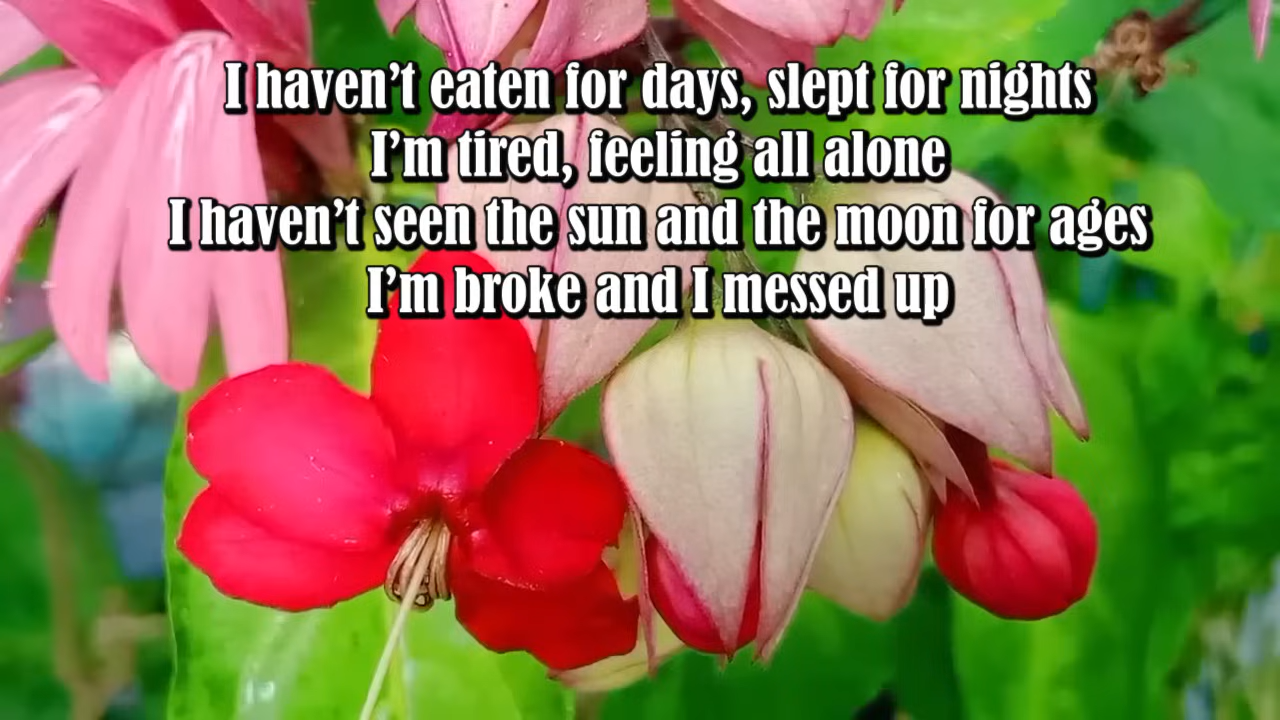 I haven’t eaten for days, slept for nights
I’m tired, feeling all alone
I haven’t seen the sun and the moon for ages
I’m broke and I messed up